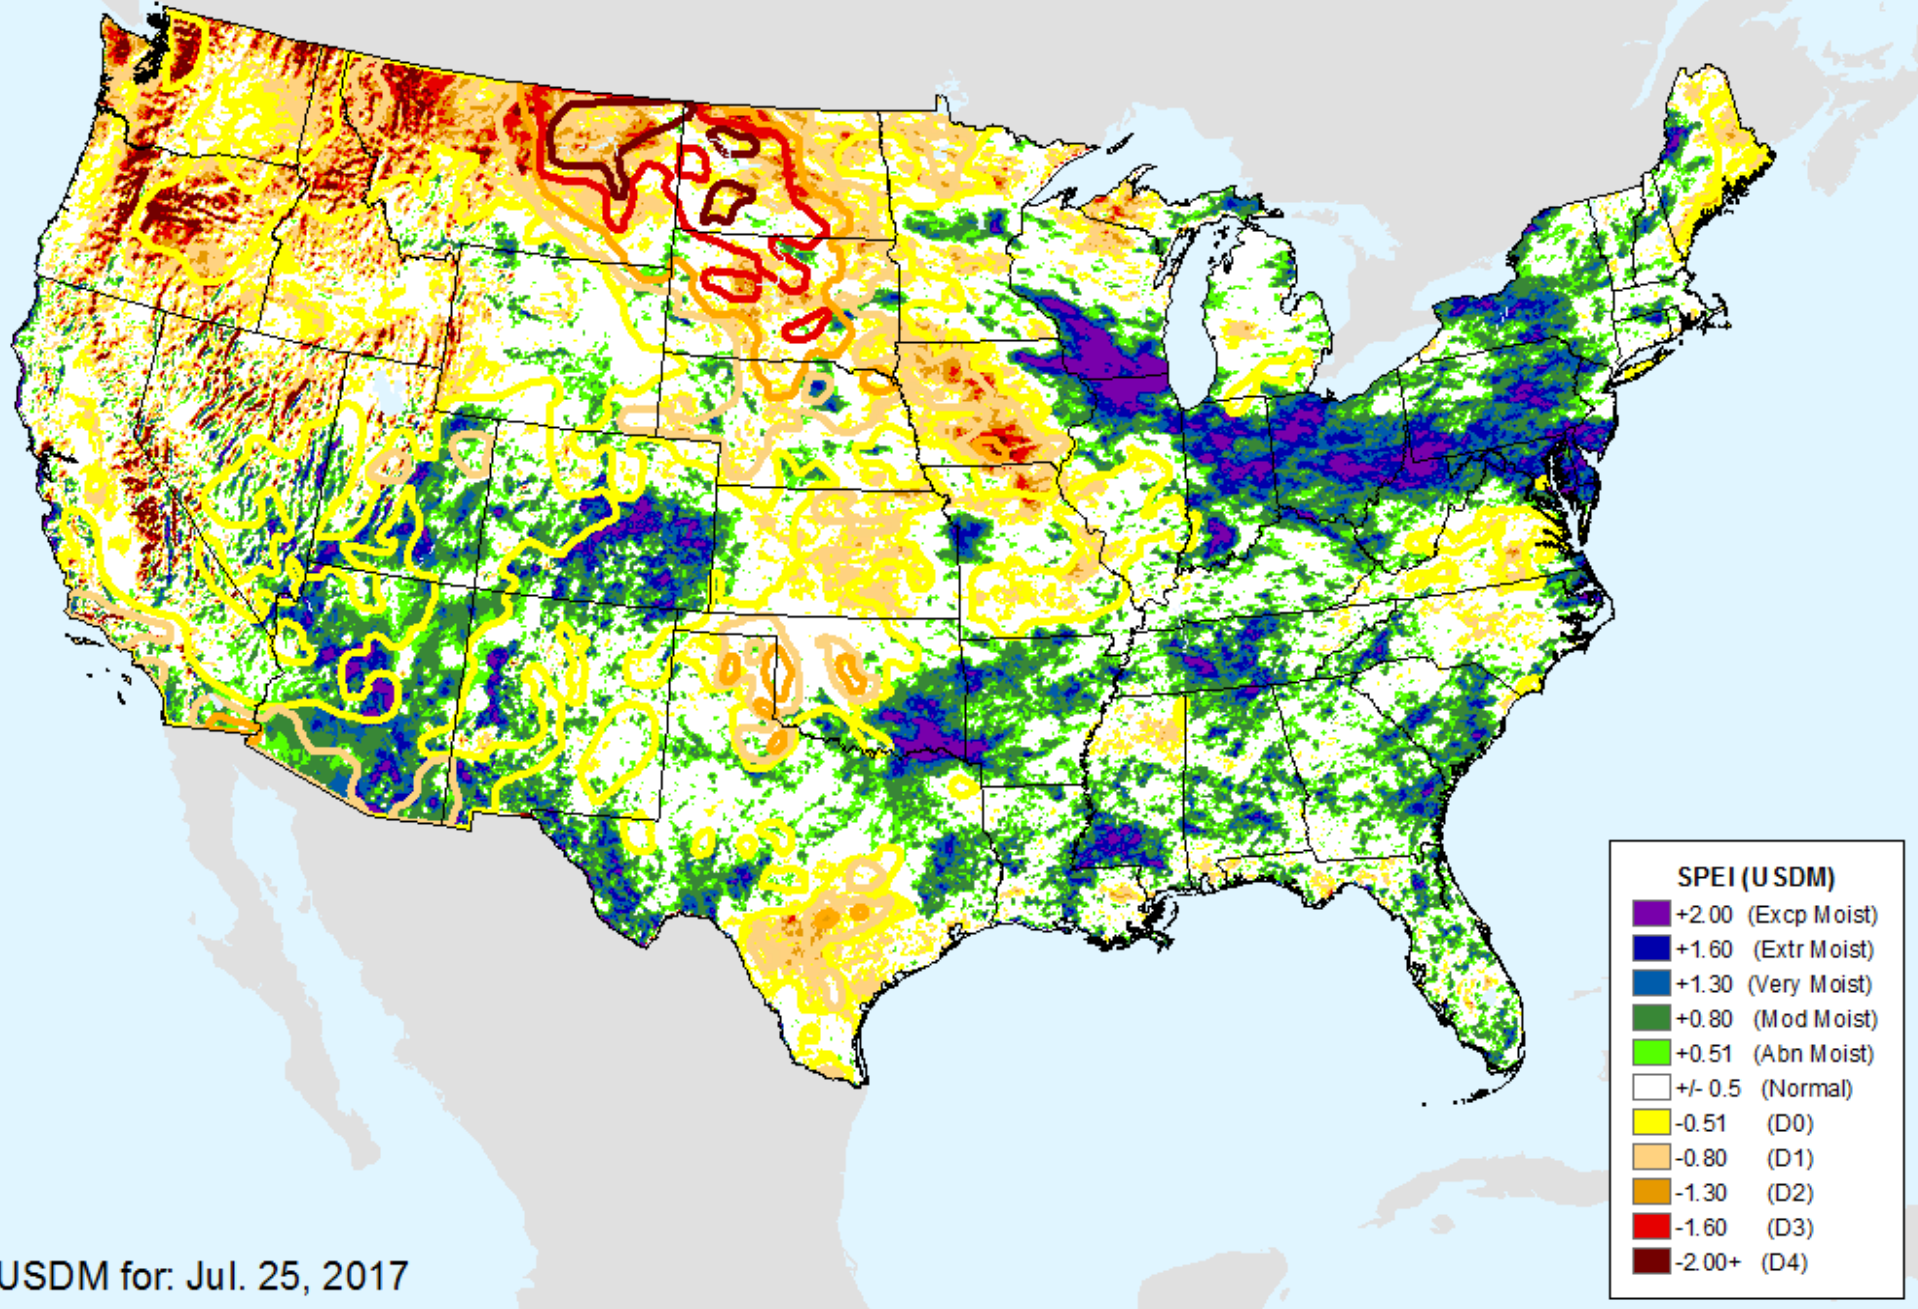 SPEI (USDM)
+2.00 (Excp Moist)
+1.60 (Extr Moist)
+1.30 (Very Moist)
+0.80 (Mod Moist)
+0.51 (Abn Moist)
+/- 0.5 (Normal)
-0.51 (D0)
-0.80 (D1)
-1.30 (D2)
-1.60 (D3)
-2.00+ (D4)
USDM for: Jul. 25, 2017